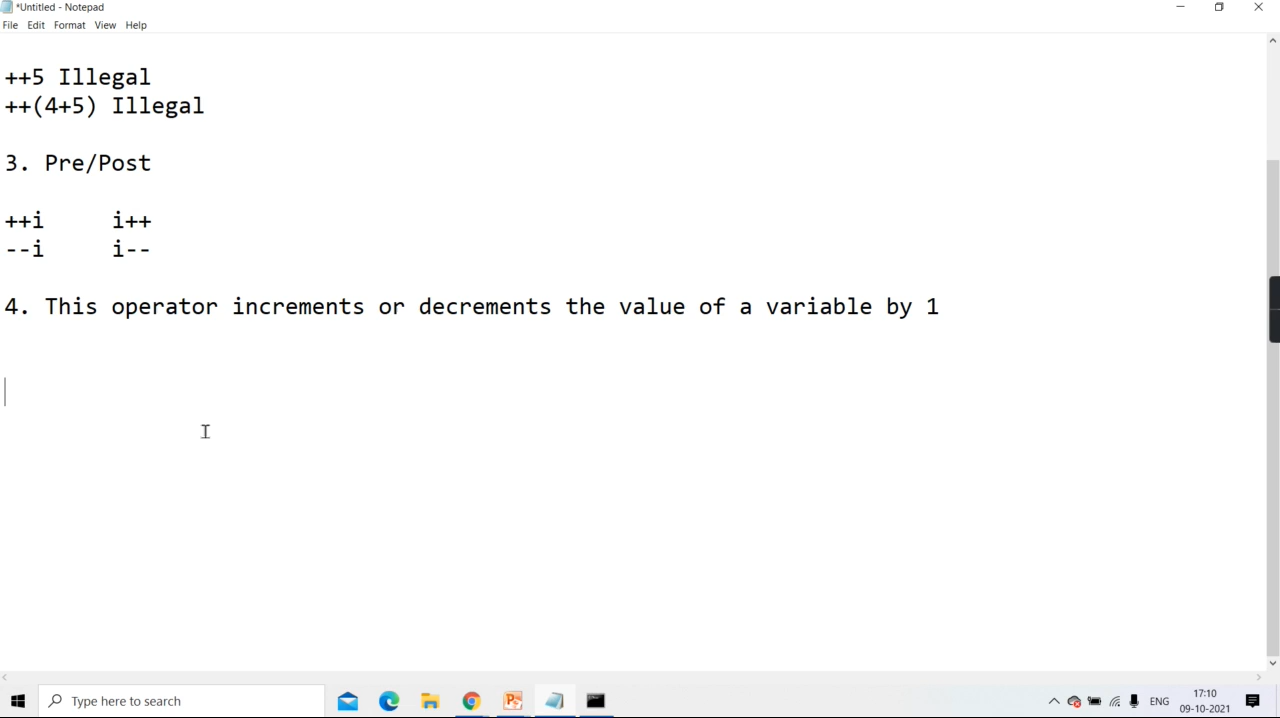 *Untitled - Notepad
File Edit Format View Help
++5 Illegal
++(4+5) Illegal
3. Pre/Post
++i i++
--i i--
4. This operator increments or decrements the value of a variable by 1
Type here to search
ENG
17:10
09-10-2021